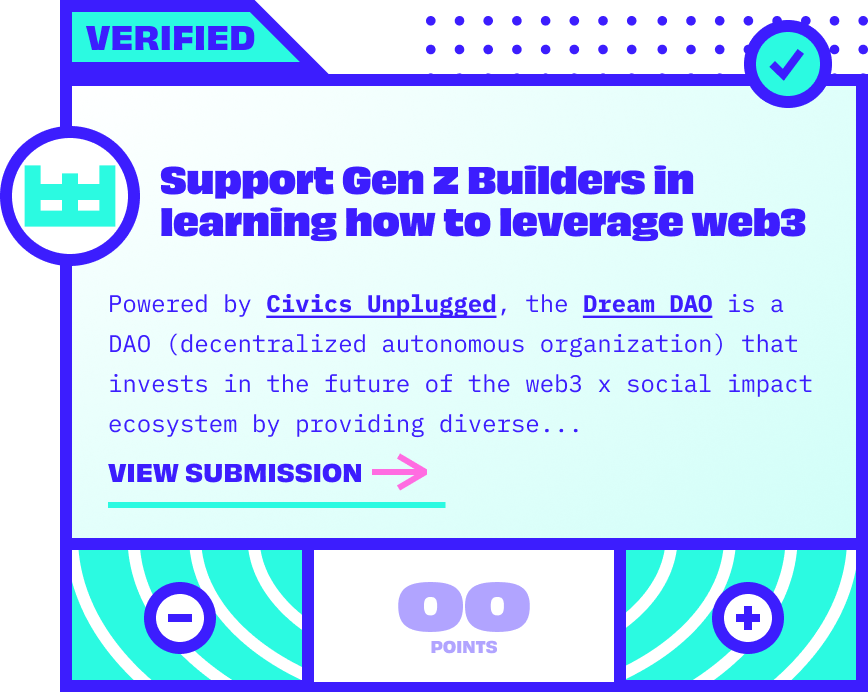 VERIFIED
Support Gen Z Builders in
learning how to leverage web3
Powered by Civics Unplugged, the Dream DAO is a
DAO (decentralized autonomous organization) that
invests in the future of the web3 x social impact
ecosystem by providing diverse...
VIEW SUBMISSION
00
POINTS